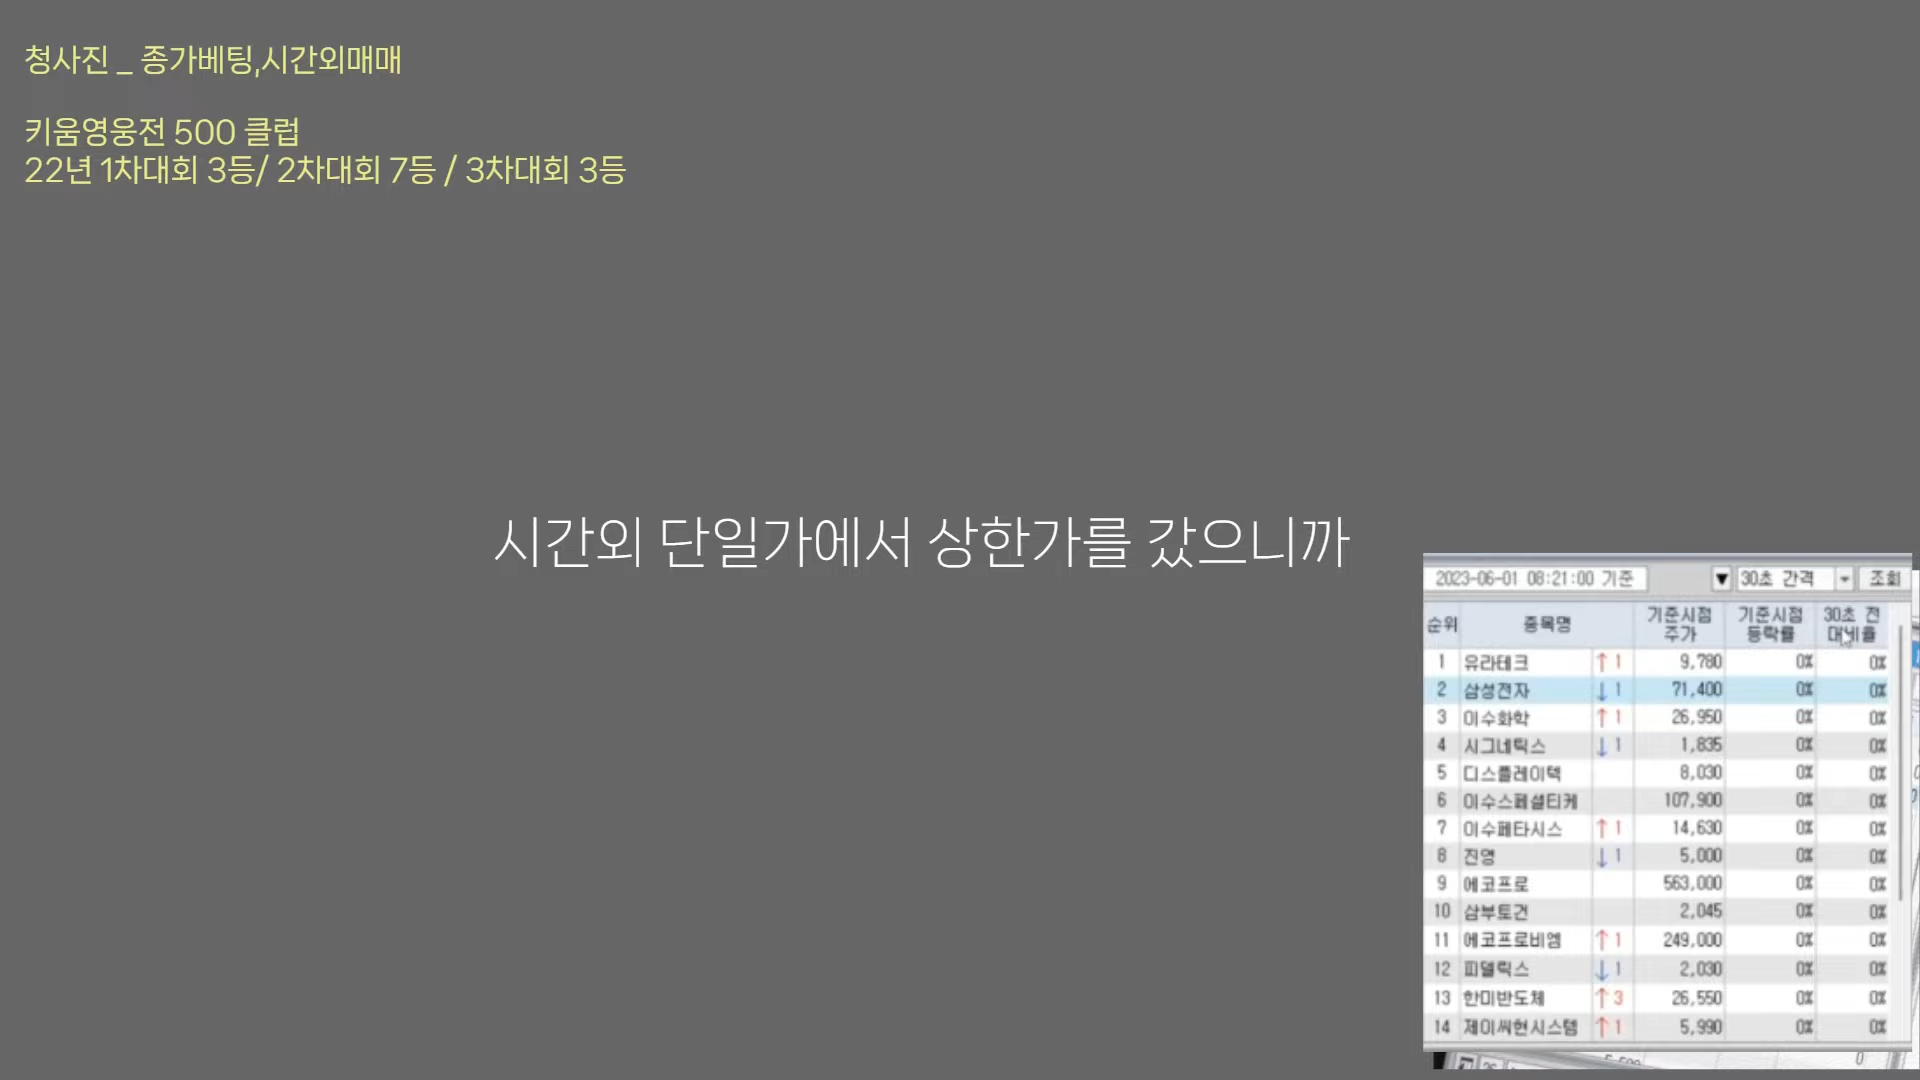 청사진 _ 종가베팅,시간외매매
키움영웅전 500 클럽
22년 1차대회 3등/ 2차대회 7등 / 3차대회 3등
시간외 단일가에서 상한가를 갔으니까
2023-06-01 08:21:00 기준 ▼ 30초 간격 조회
순위 종목명 기준시점 주가 기준시점 등락률 30초 전 대비율
1 유라테크 ↑ 1 9,780 0% 0%
2 삼성전자 ↓ 1 71,400 0% 0%
3 이수화학 ↑ 1 26,950 0% 0%
4 시그네틱스 ↓ 1 1,835 0% 0%
5 디스플레이텍 8,030 0% 0%
6 이수스페셜티케 107,900 0% 0%
7 이수페타시스 ↑ 1 14,630 0% 0%
8 진영 ↓ 1 5,000 0% 0%
9 에코프로 563,000 0% 0%
10 삼부토건 2,045 0% 0%
11 에코프로비엠 ↑ 1 249,000 0% 0%
12 피델릭스 ↓ 1 2,030 0% 0%
13 한미반도체 ↑ 3 26,550 0% 0%
14 제이씨현시스템 ↑ 1 5,990 0% 0%